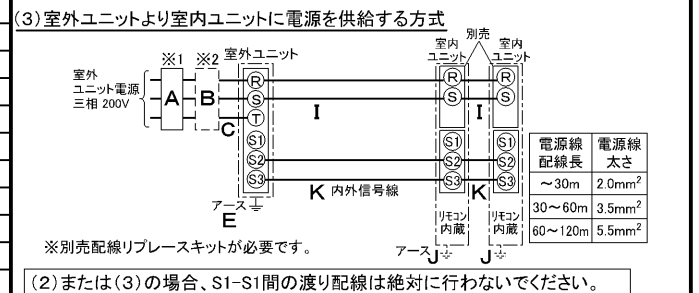 (3)室外ユニットより室内ユニットに電源を供給する方式
※1 ※2 室外ユニット
別売
室内
ユニット
室内
ユニット
室外
ユニット電源
三相 200V
A
B
C
R
S
T
S1
S2
S3
I
R
S
S1
S2
S3
I
R
S
S1
S2
S3
K 内外信号線
K
アース
E
リモコン
内蔵
リモコン
内蔵
アース
J
J
電源線
配線長
電源線
太さ
~30m 2.0mm²
30~60m 3.5mm²
60~120m 5.5mm²
※別売配線リプレースキットが必要です。
(2)または(3)の場合、S1-S1間の渡り配線は絶対に行わないでください。